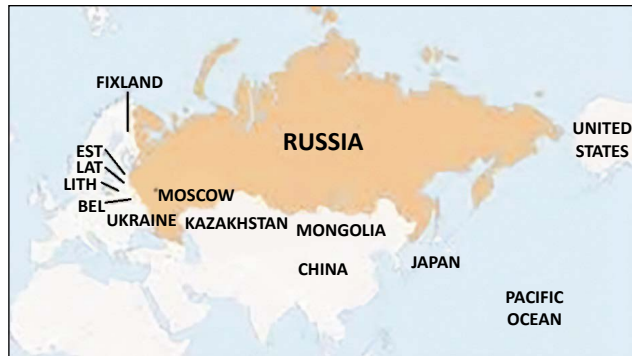 FIXLAND
EST
LAT
LITH
BEL
UKRAINE
MOSCOW
RUSSIA
KAZAKHSTAN
MONGOLIA
CHINA
JAPAN
UNITED
STATES
PACIFIC
OCEAN